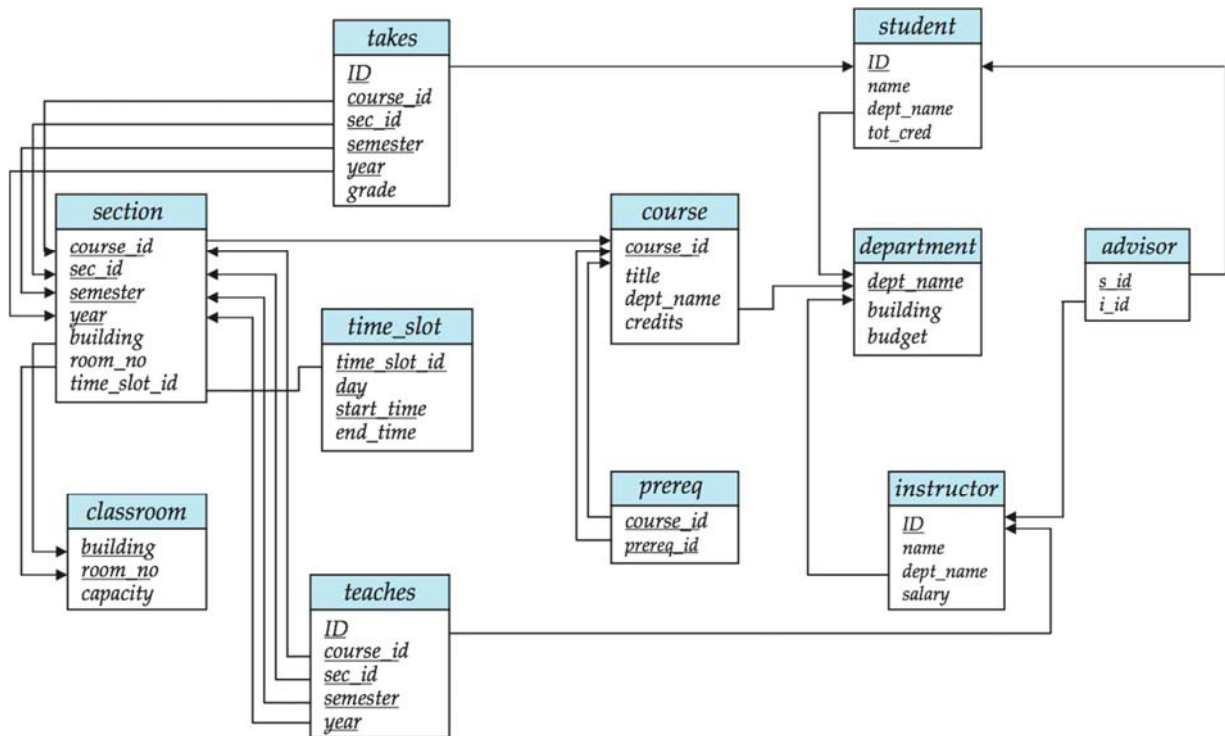 takes
ID
course_id
sec_id
semester
year
grade
student
ID
name
dept_name
tot_cred
section
course_id
sec_id
semester
year
building
room_no
time_slot_id
course
course_id
title
dept_name
credits
department
dept_name
building
budget
advisor
s_id
i_id
time_slot
time_slot_id
day
start_time
end_time
prereq
course_id
prereq_id
instructor
ID
name
dept_name
salary
classroom
building
room_no
capacity
teaches
ID
course_id
sec_id
semester
year